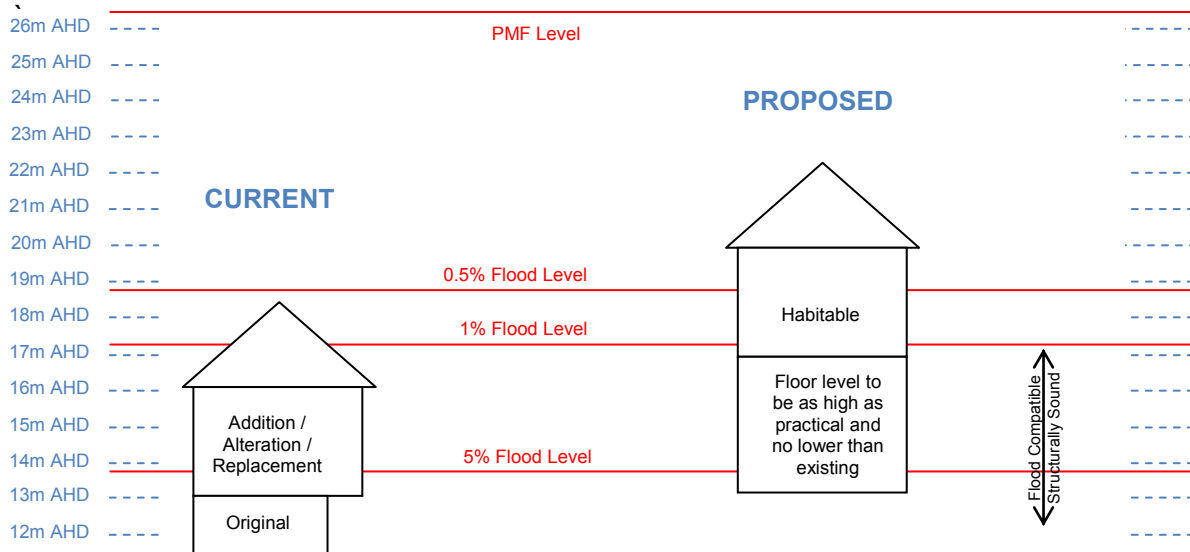 26m AHD
PMF Level
25m AHD
24m AHD
PROPOSED
23m AHD
22m AHD
CURRENT
21m AHD
20m AHD
19m AHD
0.5% Flood Level
18m AHD
Habitable
1% Flood Level
17m AHD
16m AHD
Floor level to
be as high as
practical and
no lower than
existing
Flood Compatible
Structurally Sound
15m AHD
Addition /
Alteration /
Replacement
14m AHD
5% Flood Level
13m AHD
Original
12m AHD